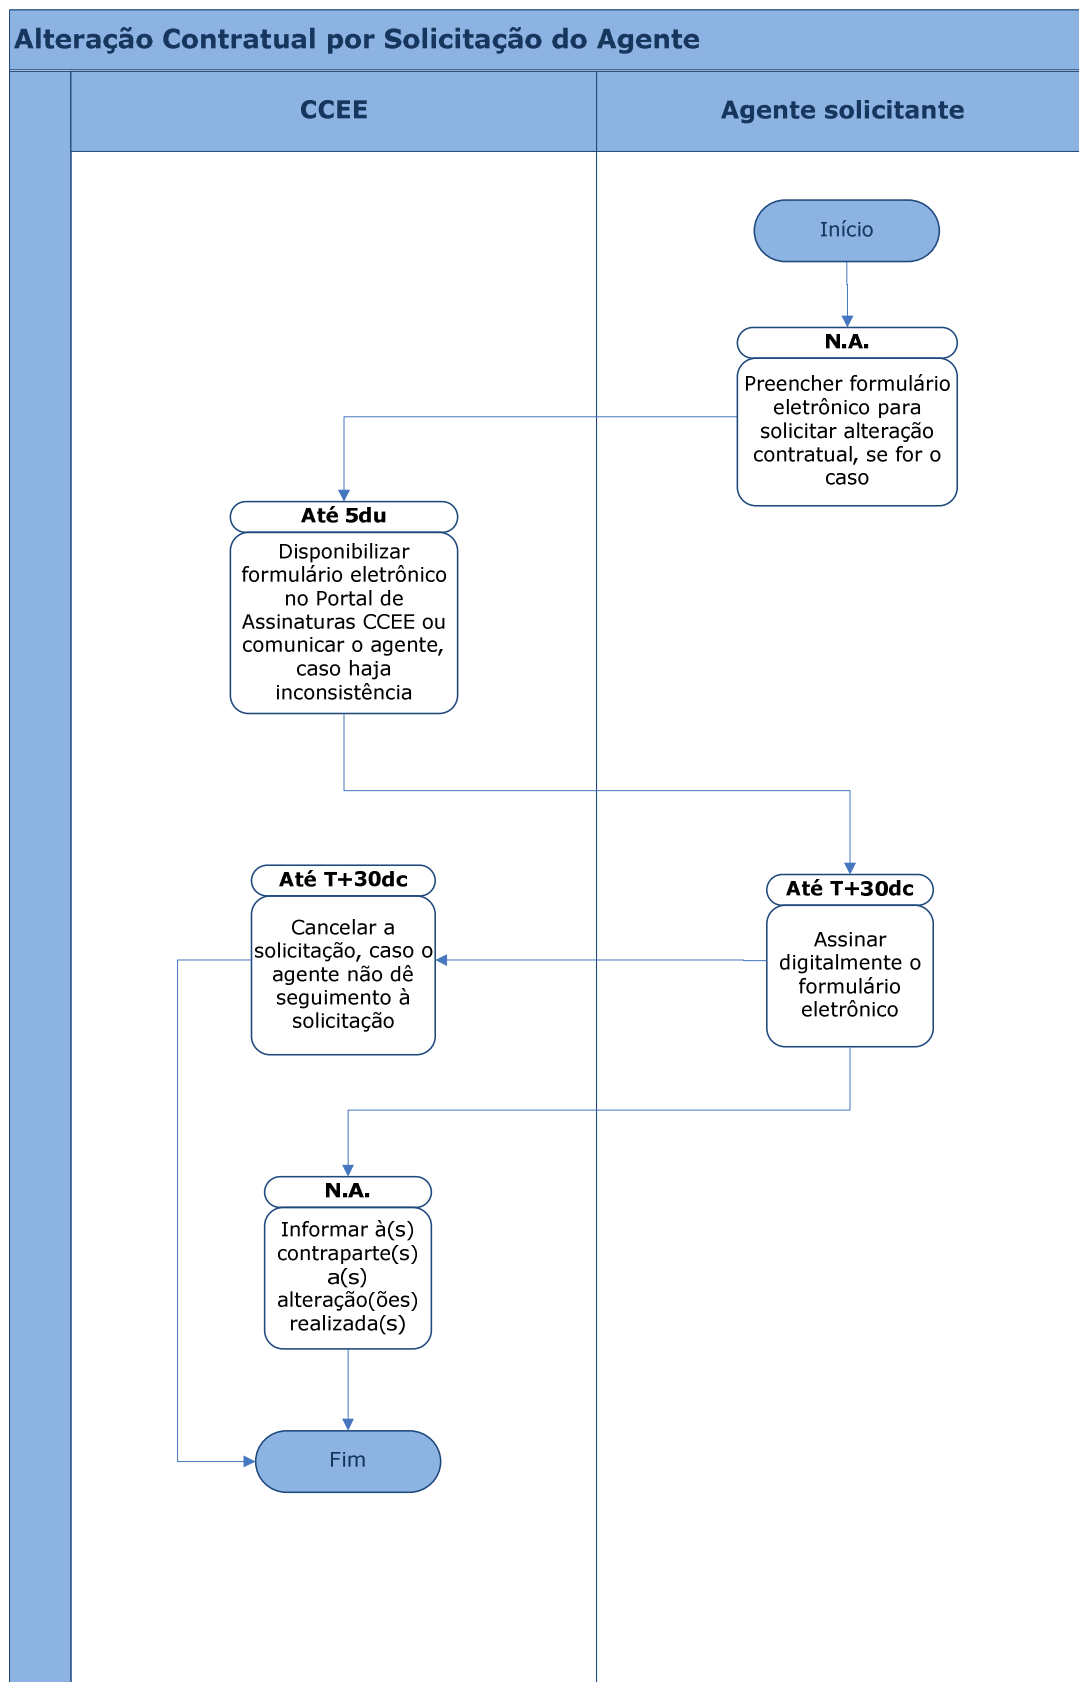 Alteração Contratual por Solicitação do Agente
CCEE
Agente solicitante
Início
N.A.
Preencher formulário
eletrônico para
solicitar alteração
contratual, se for o
caso
Até 5du
Disponibilizar
formulário eletrônico
no Portal de
Assinaturas CCEE ou
comunicar o agente,
caso haja
inconsistência
Até T+30dc
Assinar
digitalmente o
formulário
eletrônico
Até T+30dc
Cancelar a
solicitação, caso o
agente não dê
seguimento à
solicitação
N.A.
Informar à(s)
contraparte(s)
a(s)
alteração(ões)
realizada(s)
Fim